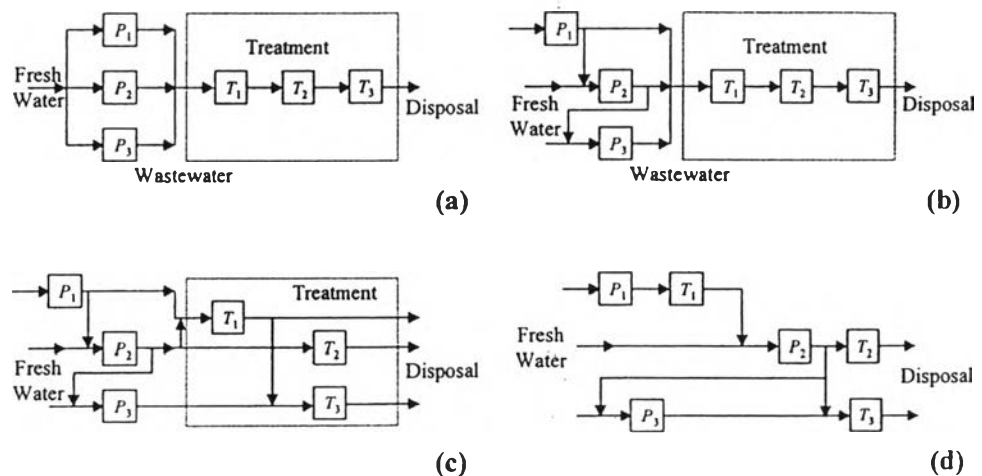 P₁
Treatment
Fresh
Water
P₂
T₁
T₂
T₃
Disposal
P₃
Wastewater
(a)
P₁
Treatment
Fresh
Water
P₂
T₁
T₂
T₃
Disposal
P₃
Wastewater
(b)
P₁
Treatment
T₁
Fresh
Water
P₂
T₂
Disposal
P₃
T₃
(c)
P₁
T₁
Fresh
Water
P₂
T₂
Disposal
P₃
T₃
(d)